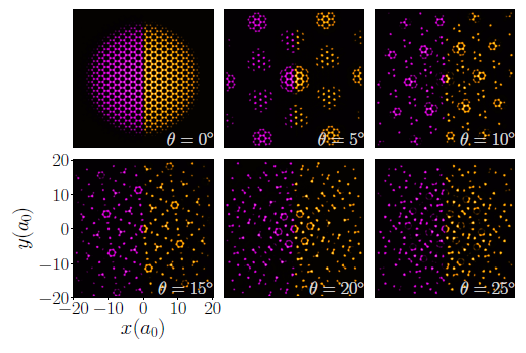 θ = 0° θ = 5° θ = 10°
20
10
0
−10
−20
y(a₀)
θ = 15° θ = 20° θ = 25°
−20 −10 0 10 20
x(a₀)